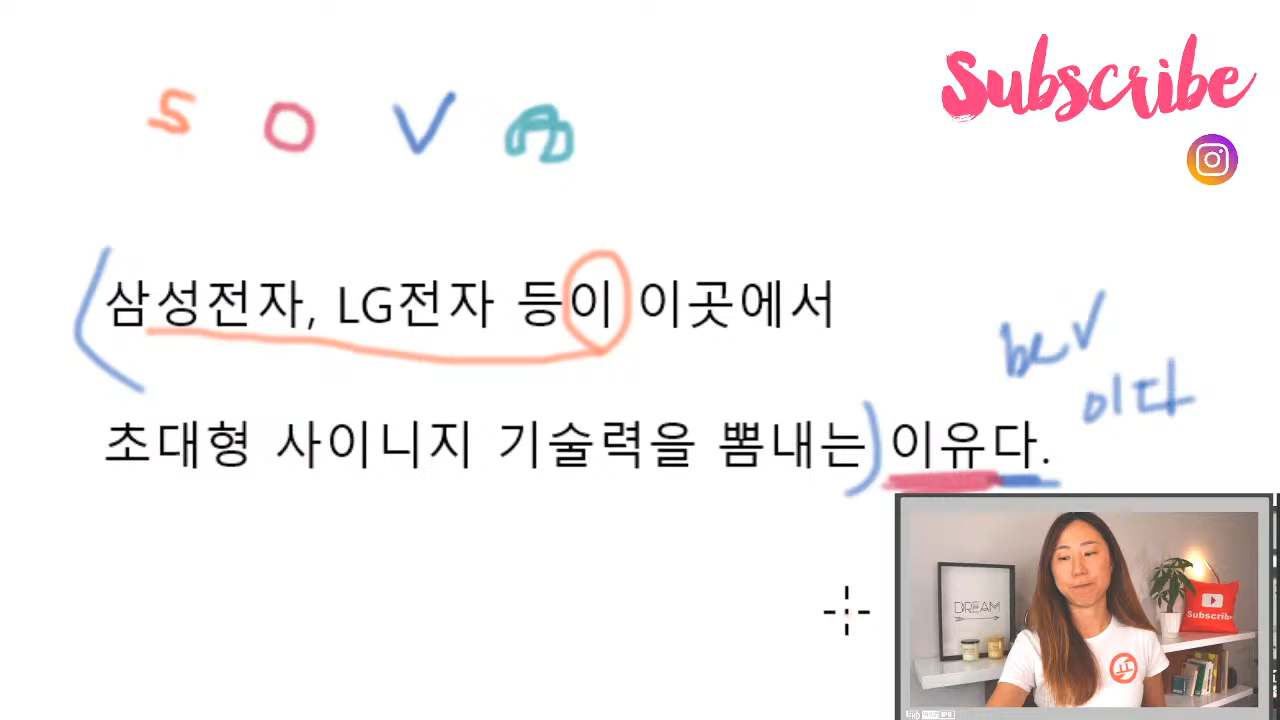 Subscribe
S O V
삼성전자, LG전자 등이 이곳에서
be V
이다
초대형 사이니지 기술력을 뽐내는 이유다.
DREAM
Subscribe